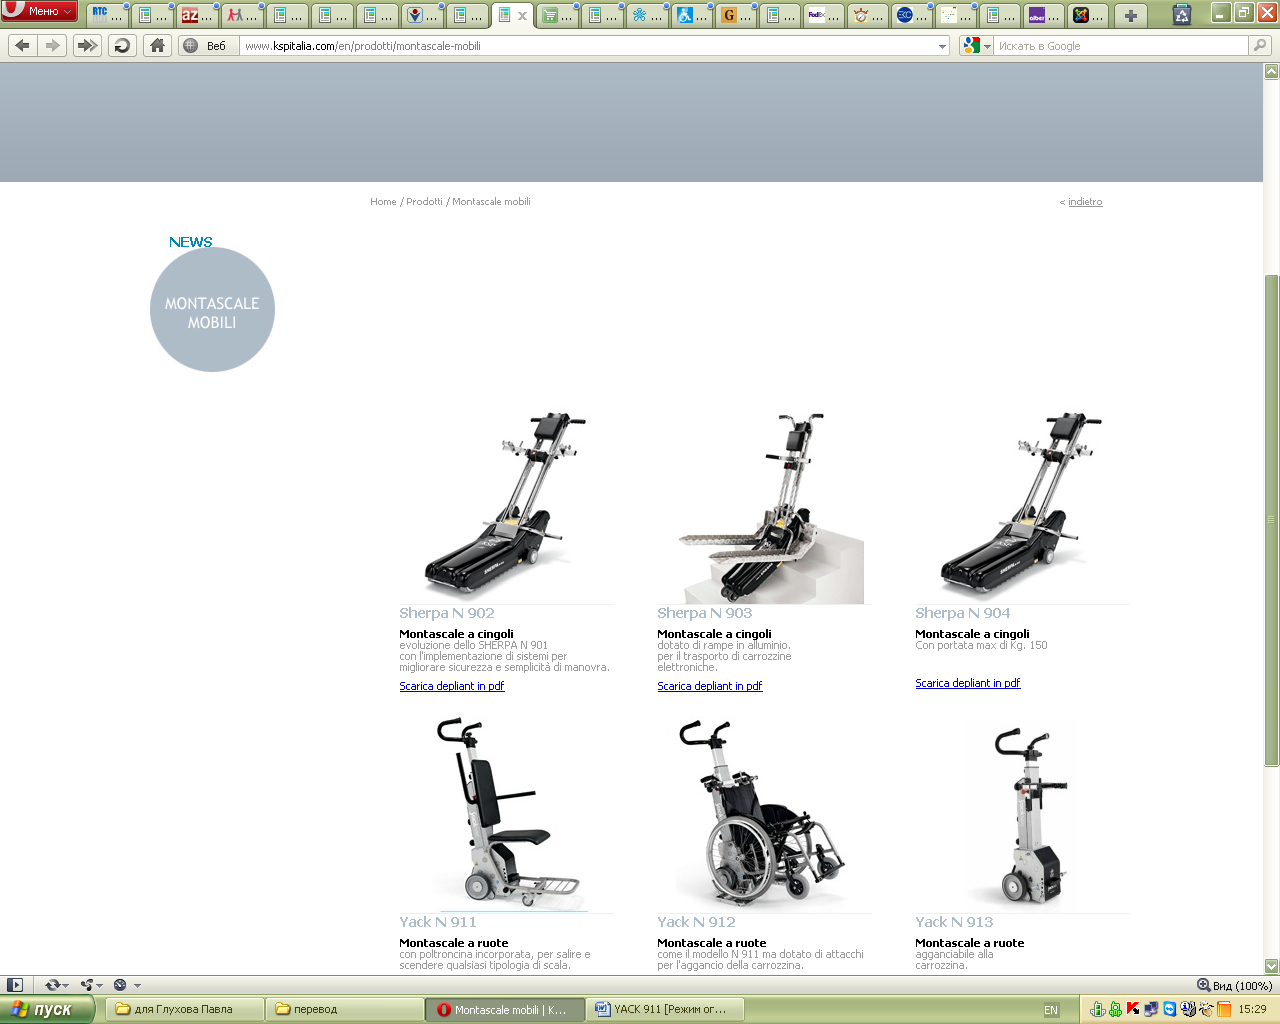 Меню
RTC ...
...
az ...
...
...
...
...
...
...
...
...
...
...
...
G ...
...
FedEx ...
...
...
...
...
alber ...
...
Веб
www.kspitalia.com/en/prodotti/montascale-mobili
Искать в Google
Home / Prodotti / Montascale mobili
< indietro
NEWS
MONTASCALE
MOBILI
SHERPA
SHERPA
Sherpa N 902
Montascale a cingoli
evoluzione dello SHERPA N 901
con l'implementazione di sistemi per
migliorare sicurezza e semplicità di manovra.
Scarica depliant in pdf
Sherpa N 903
Montascale a cingoli
dotato di rampe in alluminio.
per il trasporto di carrozzine
elettroniche.
Scarica depliant in pdf
Sherpa N 904
Montascale a cingoli
Con portata max di Kg. 150
Scarica depliant in pdf
Yack N 911
Montascale a ruote
con poltroncina incorporata, per salire e
scendere qualsiasi tipologia di scala.
Yack N 912
Montascale a ruote
come il modello N 911 ma dotato di attacchi
per l'aggancio della carrozzina.
Yack N 913
Montascale a ruote
agganciabile alla
carrozzina.
Вид (100%)
пуск
для Глухова Павла
перевод
Montascale mobili | K...
YACK 911 [Режим ог...
EN
15:29